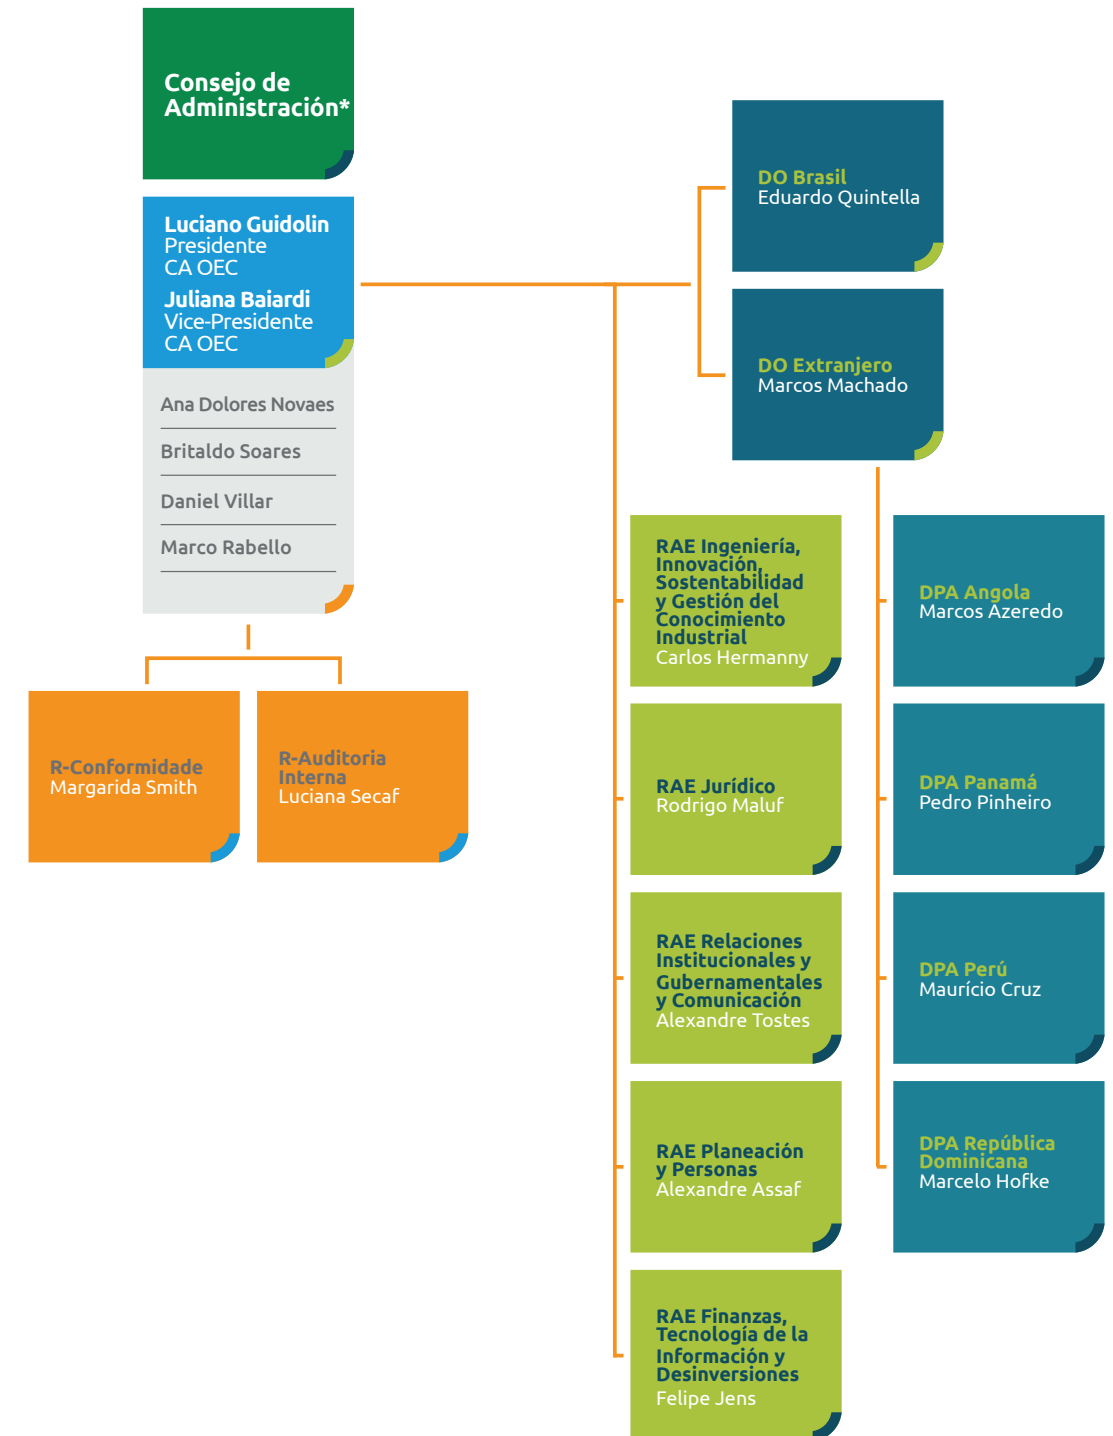 Consejo de
Administración*
Luciano Guidolin
Presidente
CA OEC
Juliana Baiardi
Vice-Presidente
CA OEC
Ana Dolores Novaes
Britaldo Soares
Daniel Villar
Marco Rabello
R-Conformidade
Margarida Smith
R-Auditoria
Interna
Luciana Secaf
DO Brasil
Eduardo Quintella
DO Extranjero
Marcos Machado
RAE Ingeniería,
Innovación,
Sostentabilidad
y Gestión del
Conocimiento
Industrial
Carlos Hermanny
RAE Jurídico
Rodrigo Maluf
RAE Relaciones
Institucionales y
Gubernamentales
y Comunicación
Alexandre Tostes
RAE Planeación
y Personas
Alexandre Assaf
RAE Finanzas,
Tecnología de la
Información y
Desinversiones
Felipe Jens
DPA Angola
Marcos Azeredo
DPA Panamá
Pedro Pinheiro
DPA Perú
Maurício Cruz
DPA República
Dominicana
Marcelo Hofke